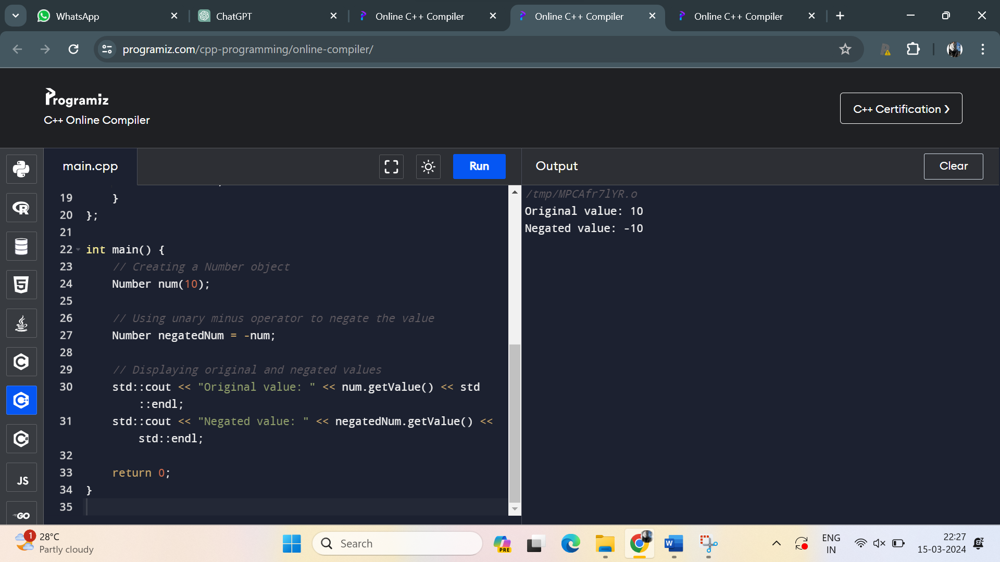 WhatsApp
ChatGPT
Online C++ Compiler
Online C++ Compiler
Online C++ Compiler
programiz.com/cpp-programming/online-compiler/
Programiz
C++ Online Compiler
C++ Certification ❯
main.cpp
Run
Output
Clear
19 }
20 };
21
22 int main() {
23 // Creating a Number object
24 Number num(10);
25
26 // Using unary minus operator to negate the value
27 Number negatedNum = -num;
28
29 // Displaying original and negated values
30 std::cout << "Original value: " << num.getValue() << std
::endl;
31 std::cout << "Negated value: " << negatedNum.getValue() <<
std::endl;
32
33 return 0;
34 }
35
/tmp/MPCAfr7lYR.o
Original value: 10
Negated value: -10
JS
GO
1
28°C
Partly cloudy
Search
PRE
W
ENG
IN
22:27
15-03-2024